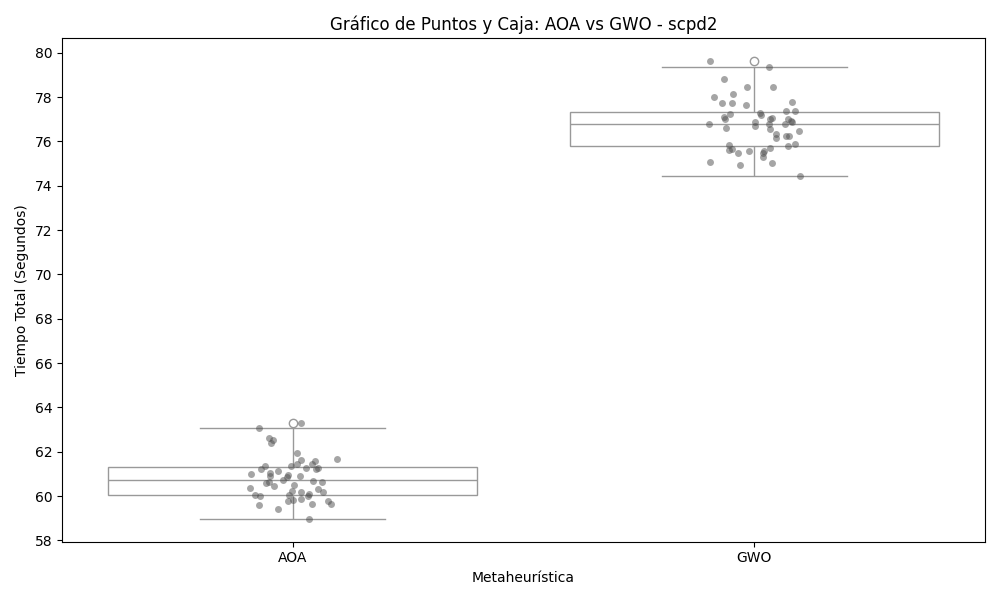 Gráfico de Puntos y Caja: AOA vs GWO - scpd2
80
78
76
74
72
70
68
66
64
62
60
58
Tiempo Total (Segundos)
AOA
GWO
Metaheurística